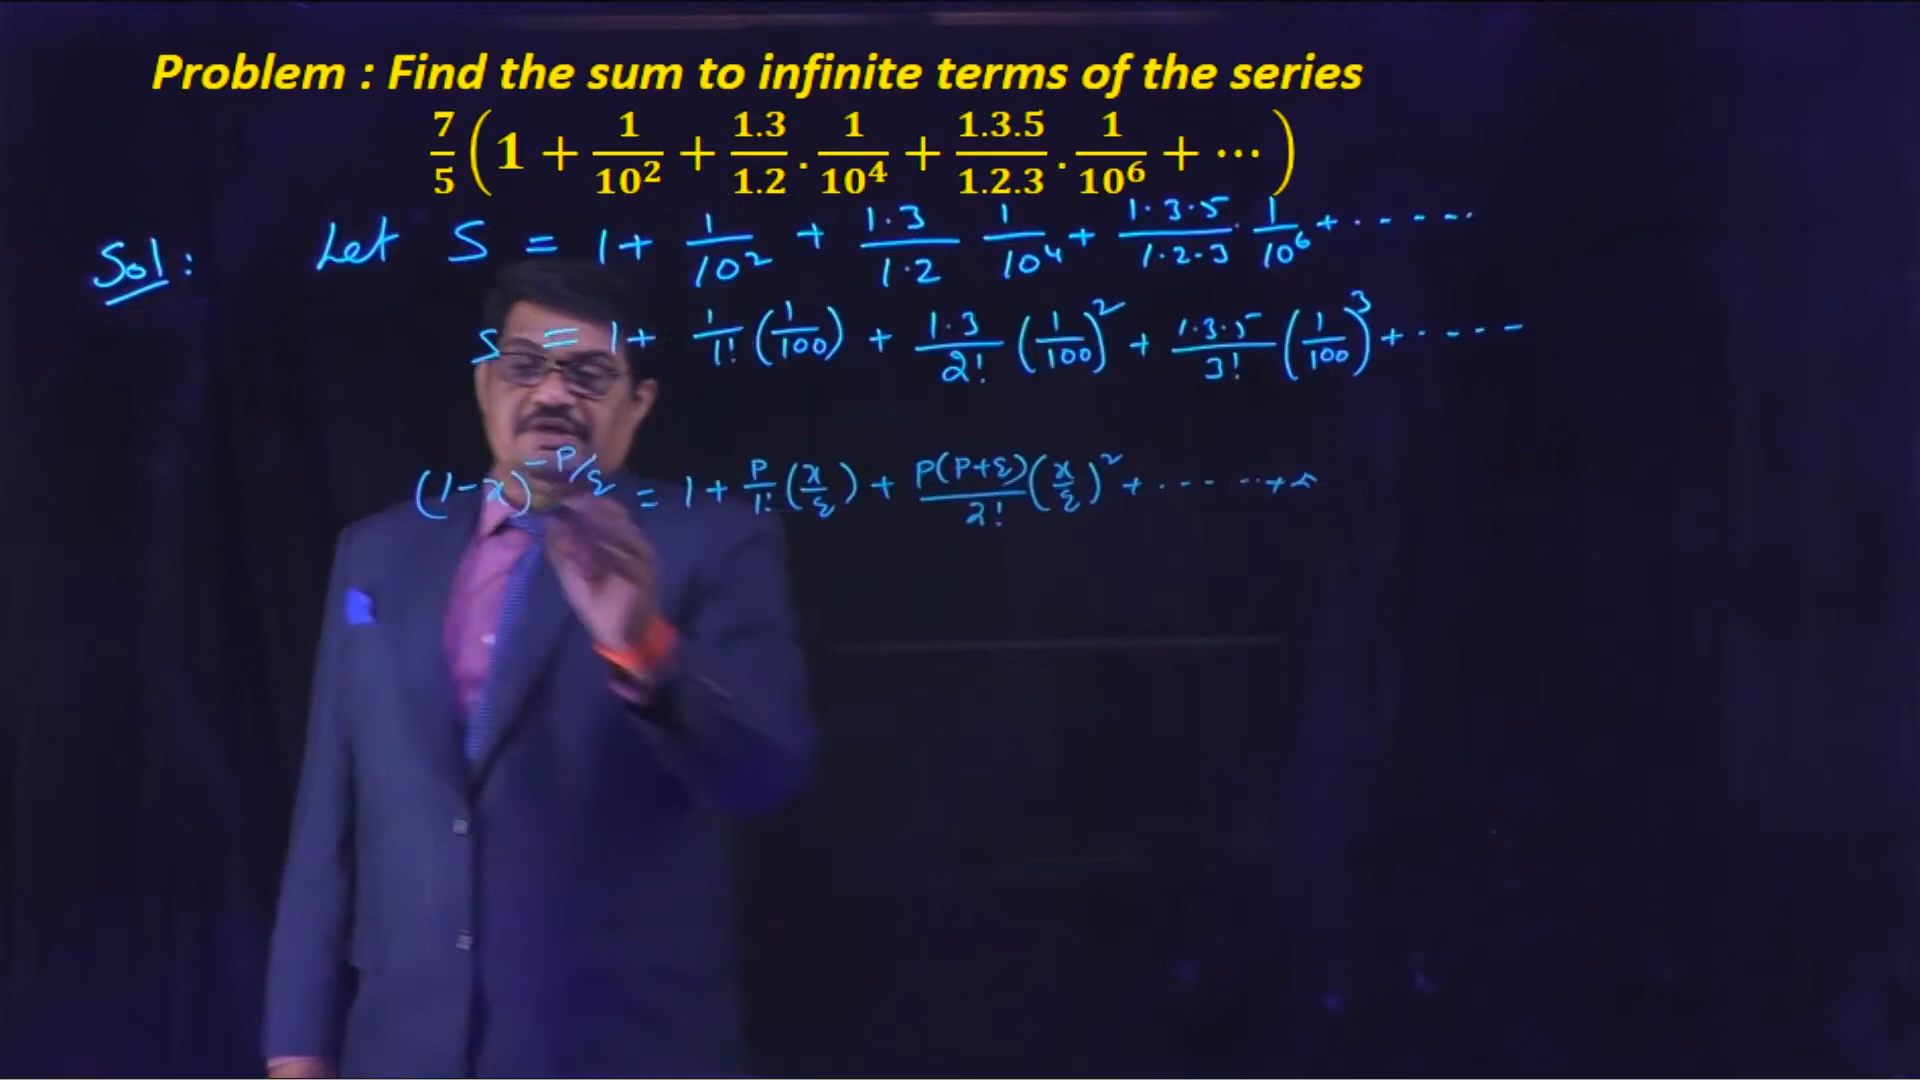 Problem : Find the sum to infinite terms of the series
7/5 (1 + 1/10² + 1.3/1.2 . 1/10⁴ + 1.3.5/1.2.3 . 1/10⁶ + ⋯)
Sol : Let S = 1 + 1/10² + 1·3/1·2 1/10⁴ + 1·3·5/1·2·3 · 1/10⁶ + ·····
S = 1 + 1/1! (1/100) + 1·3/2! (1/100)² + 1·3·5/3! (1/100)³ + ·····
(1-x)^(-P/q) = 1 + P/1! (x/q) + P(P+q)/2! (x/q)² + ······ + ∞